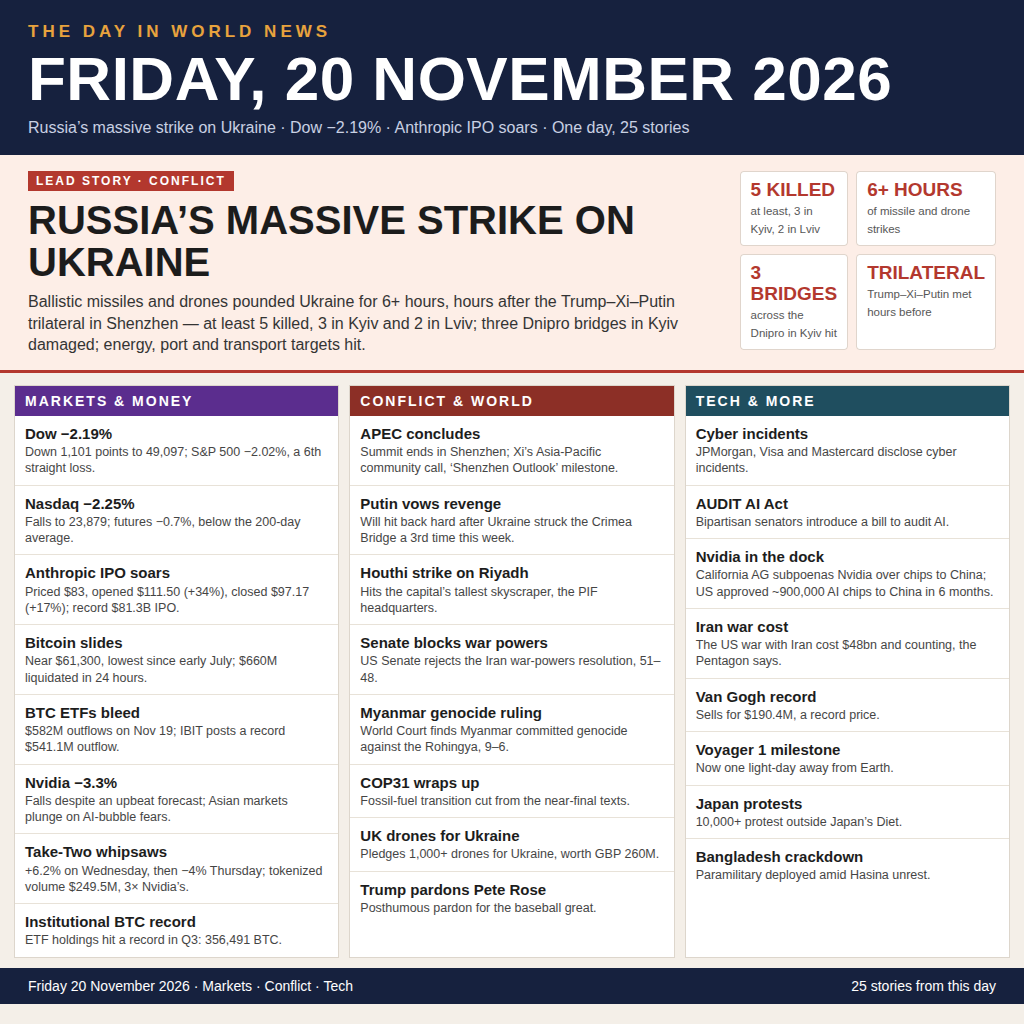 THE DAY IN WORLD NEWS
FRIDAY, 20 NOVEMBER 2026
Russia’s massive strike on Ukraine · Dow −2.19% · Anthropic IPO soars · One day, 25 stories
LEAD STORY · CONFLICT
RUSSIA’S MASSIVE STRIKE ON
UKRAINE
Ballistic missiles and drones pounded Ukraine for 6+ hours, hours after the Trump–Xi–Putin
trilateral in Shenzhen — at least 5 killed, 3 in Kyiv and 2 in Lviv; three Dnipro bridges in Kyiv
damaged; energy, port and transport targets hit.
5 KILLED
at least, 3 in
Kyiv, 2 in Lviv
6+ HOURS
of missile and drone
strikes
3
BRIDGES
across the
Dnipro in Kyiv hit
TRILATERAL
Trump–Xi–Putin met
hours before
MARKETS & MONEY
Dow −2.19%
Down 1,101 points to 49,097; S&P 500 −2.02%, a 6th
straight loss.
Nasdaq −2.25%
Falls to 23,879; futures −0.7%, below the 200-day
average.
Anthropic IPO soars
Priced $83, opened $111.50 (+34%), closed $97.17
(+17%); record $81.3B IPO.
Bitcoin slides
Near $61,300, lowest since early July; $660M
liquidated in 24 hours.
BTC ETFs bleed
$582M outflows on Nov 19; IBIT posts a record
$541.1M outflow.
Nvidia −3.3%
Falls despite an upbeat forecast; Asian markets
plunge on AI-bubble fears.
Take-Two whipsaws
+6.2% on Wednesday, then −4% Thursday; tokenized
volume $249.5M, 3× Nvidia’s.
Institutional BTC record
ETF holdings hit a record in Q3: 356,491 BTC.
CONFLICT & WORLD
APEC concludes
Summit ends in Shenzhen; Xi’s Asia-Pacific
community call, ‘Shenzhen Outlook’ milestone.
Putin vows revenge
Will hit back hard after Ukraine struck the Crimea
Bridge a 3rd time this week.
Houthi strike on Riyadh
Hits the capital’s tallest skyscraper, the PIF
headquarters.
Senate blocks war powers
US Senate rejects the Iran war-powers resolution, 51–
48.
Myanmar genocide ruling
World Court finds Myanmar committed genocide
against the Rohingya, 9–6.
COP31 wraps up
Fossil-fuel transition cut from the near-final texts.
UK drones for Ukraine
Pledges 1,000+ drones for Ukraine, worth GBP 260M.
Trump pardons Pete Rose
Posthumous pardon for the baseball great.
TECH & MORE
Cyber incidents
JPMorgan, Visa and Mastercard disclose cyber
incidents.
AUDIT AI Act
Bipartisan senators introduce a bill to audit AI.
Nvidia in the dock
California AG subpoenas Nvidia over chips to China;
US approved ~900,000 AI chips to China in 6 months.
Iran war cost
The US war with Iran cost $48bn and counting, the
Pentagon says.
Van Gogh record
Sells for $190.4M, a record price.
Voyager 1 milestone
Now one light-day away from Earth.
Japan protests
10,000+ protest outside Japan’s Diet.
Bangladesh crackdown
Paramilitary deployed amid Hasina unrest.
Friday 20 November 2026 · Markets · Conflict · Tech
25 stories from this day